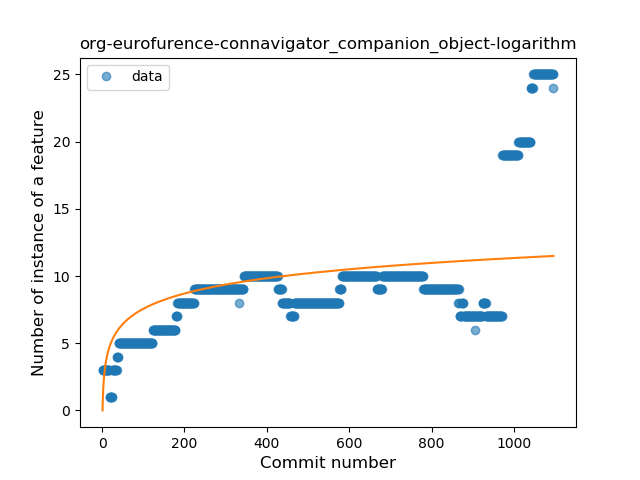 org-eurofurence-connavigator_companion_object-logarithm
data
Number of instance of a feature
25
20
15
10
5
0
0 200 400 600 800 1000
Commit number